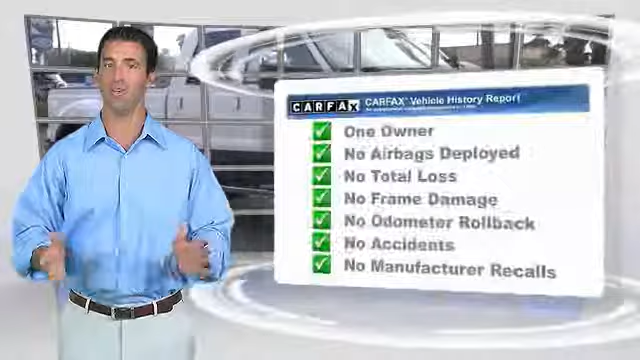 CARFAX CARFAX Vehicle History Report
One Owner
No Airbags Deployed
No Total Loss
No Frame Damage
No Odometer Rollback
No Accidents
No Manufacturer Recalls